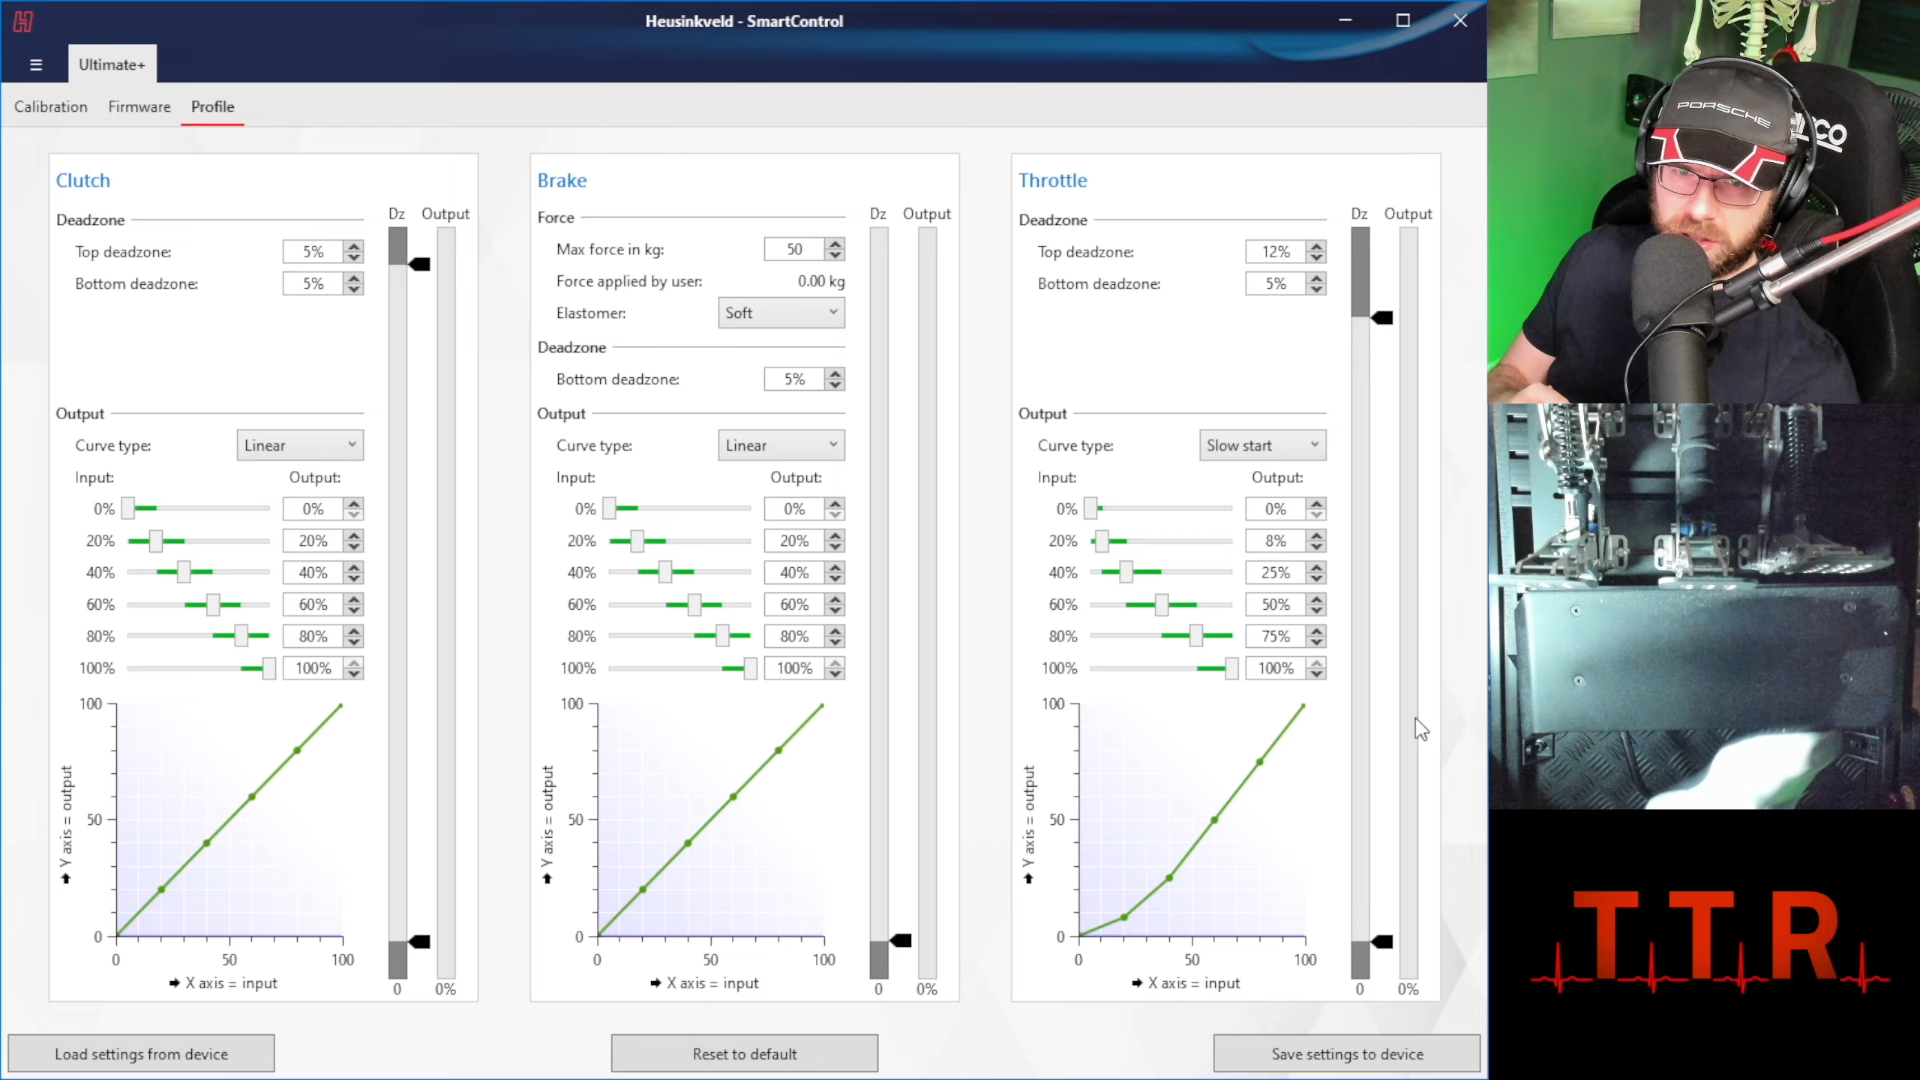 Heusinkveld - SmartControl
Ultimate+
Calibration Firmware Profile
Clutch
Deadzone
Top deadzone: 5%
Bottom deadzone: 5%
Dz Output
Output
Curve type: Linear
Input: Output:
0% 0%
20% 20%
40% 40%
60% 60%
80% 80%
100% 100%
100
50
0
0 50 100
Y axis = output
X axis = input
0 0%
Brake
Force
Max force in kg: 50
Force applied by user: 0.00 kg
Elastomer: Soft
Deadzone
Bottom deadzone: 5%
Dz Output
Output
Curve type: Linear
Input: Output:
0% 0%
20% 20%
40% 40%
60% 60%
80% 80%
100% 100%
100
50
0
0 50 100
Y axis = output
X axis = input
0 0%
Throttle
Deadzone
Top deadzone: 12%
Bottom deadzone: 5%
Dz Output
Output
Curve type: Slow start
Input: Output:
0% 0%
20% 8%
40% 25%
60% 50%
80% 75%
100% 100%
100
50
0
0 50 100
Y axis = output
X axis = input
0 0%
Load settings from device
Reset to default
Save settings to device
PORSCHE
TTR